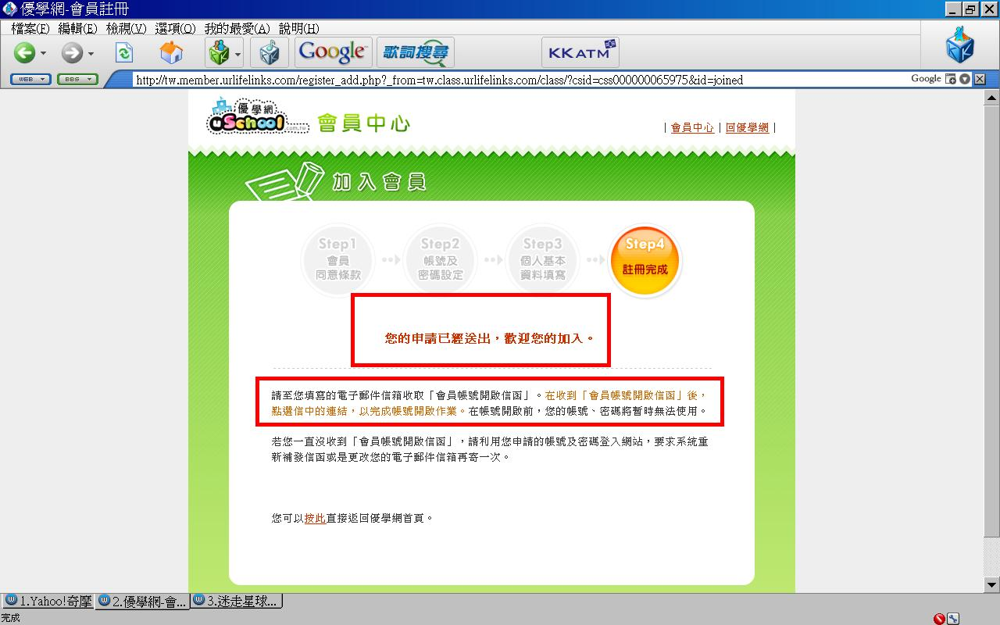 優學網-會員註冊
檔案(F) 編輯(E) 檢視(V) 選項(O) 我的最愛(A) 說明(H)
Google 歌詞搜尋 KKATM KK
WEB BBS http://tw.member.urlifelinks.com/register_add.php?_from=tw.class.urlifelinks.com/class/?csid=css000000065975&id=joined Google
優學網
uSchool.com.tw 會員中心
| 會員中心 | 回優學網 |
加入會員
Step1 會員 同意條款
Step2 帳號及 密碼設定
Step3 個人基本 資料填寫
Step4 註冊完成
您的申請已經送出，歡迎您的加入。
請至您填寫的電子郵件信箱收取「會員帳號開啟信函」。在收到「會員帳號開啟信函」後，
點選信中的連結，以完成帳號開啟作業。在帳號開啟前，您的帳號、密碼將暫時無法使用。
若您一直沒收到「會員帳號開啟信函」，請利用您申請的帳號及密碼登入網站，要求系統重
新補發信函或是更改您的電子郵件信箱再寄一次。
您可以按此直接返回優學網首頁。
1.Yahoo!奇摩 2.優學網-會... 3.迷走星球...
完成